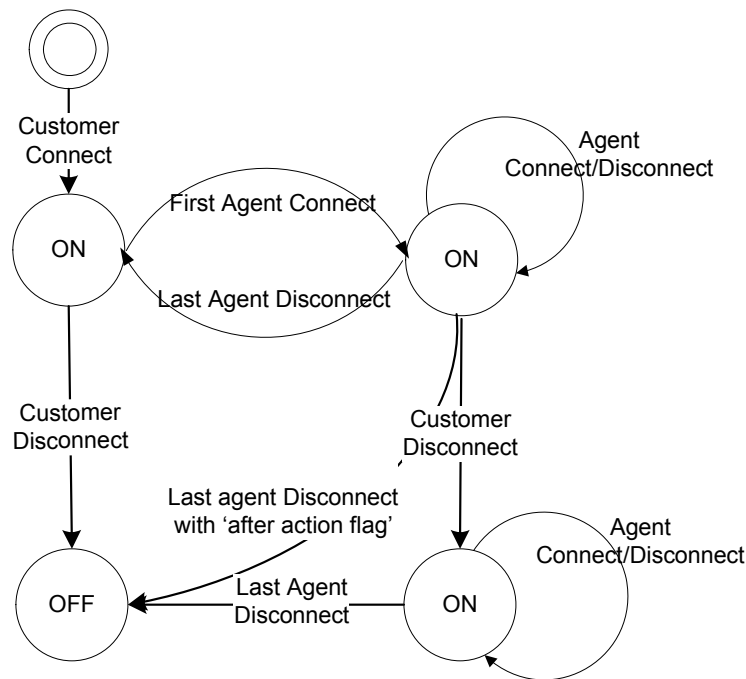 Customer
Connect
Agent
Connect/Disconnect
First Agent Connect
ON
ON
Last Agent Disconnect
Customer
Disconnect
Customer
Disconnect
Last agent Disconnect
with ‘after action flag’
Agent
Connect/Disconnect
OFF
Last Agent
Disconnect
ON